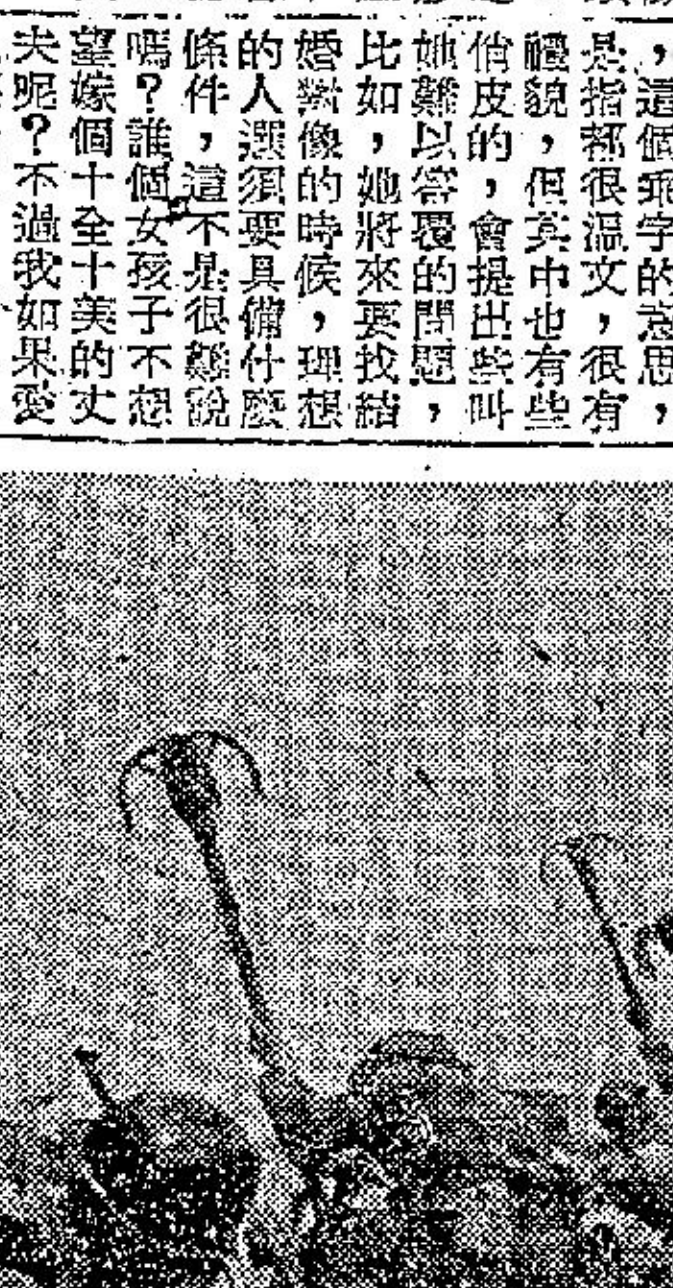 ，這個乖字的意思，
是指都很溫文，很有
禮貌，但其中也有些
俏皮的，會提出些叫
她難以答覆的問題，
比如，她將來要找結
婚對像的時候，理想
的人選須要具備什麼
條件，這不是很難說
嗎？誰個女孩子不想
望嫁個十全十美的丈
夫呢？不過我如果愛